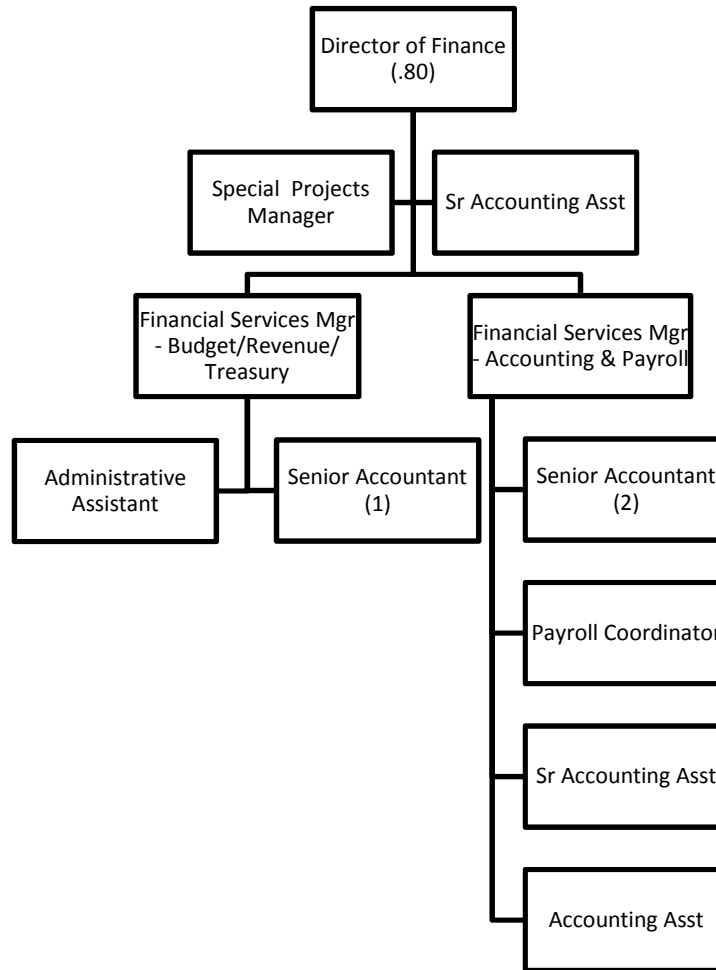 Director of Finance
(.80)
Special Projects
Manager
Sr Accounting Asst
Financial Services Mgr
- Budget/Revenue/
Treasury
Financial Services Mgr
- Accounting & Payroll
Administrative
Assistant
Senior Accountant
(1)
Senior Accountant
(2)
Payroll Coordinator
Sr Accounting Asst
Accounting Asst